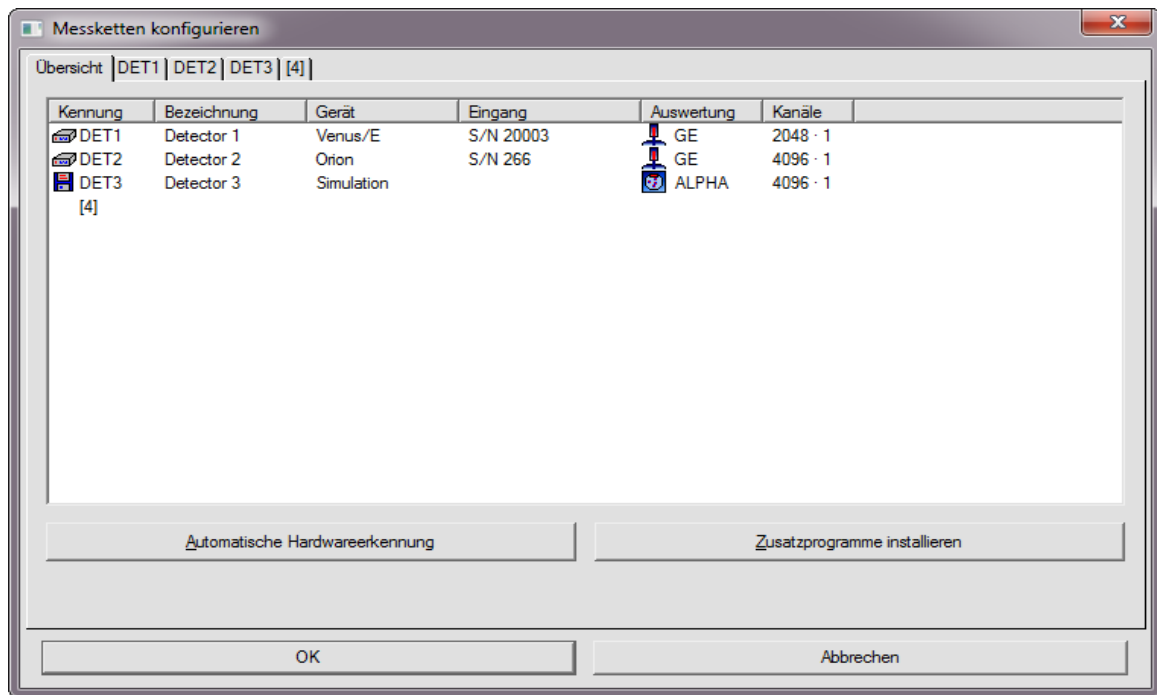 Messketten konfigurieren
Übersicht DET1 DET2 DET3 [4]
Kennung Bezeichnung Gerät Eingang Auswertung Kanäle
DET1 Detector 1 Venus/E S/N 20003 GE 2048 · 1
DET2 Detector 2 Orion S/N 266 GE 4096 · 1
DET3 Detector 3 Simulation ALPHA 4096 · 1
[4]
Automatische Hardwareerkennung Zusatzprogramme installieren
OK Abbrechen